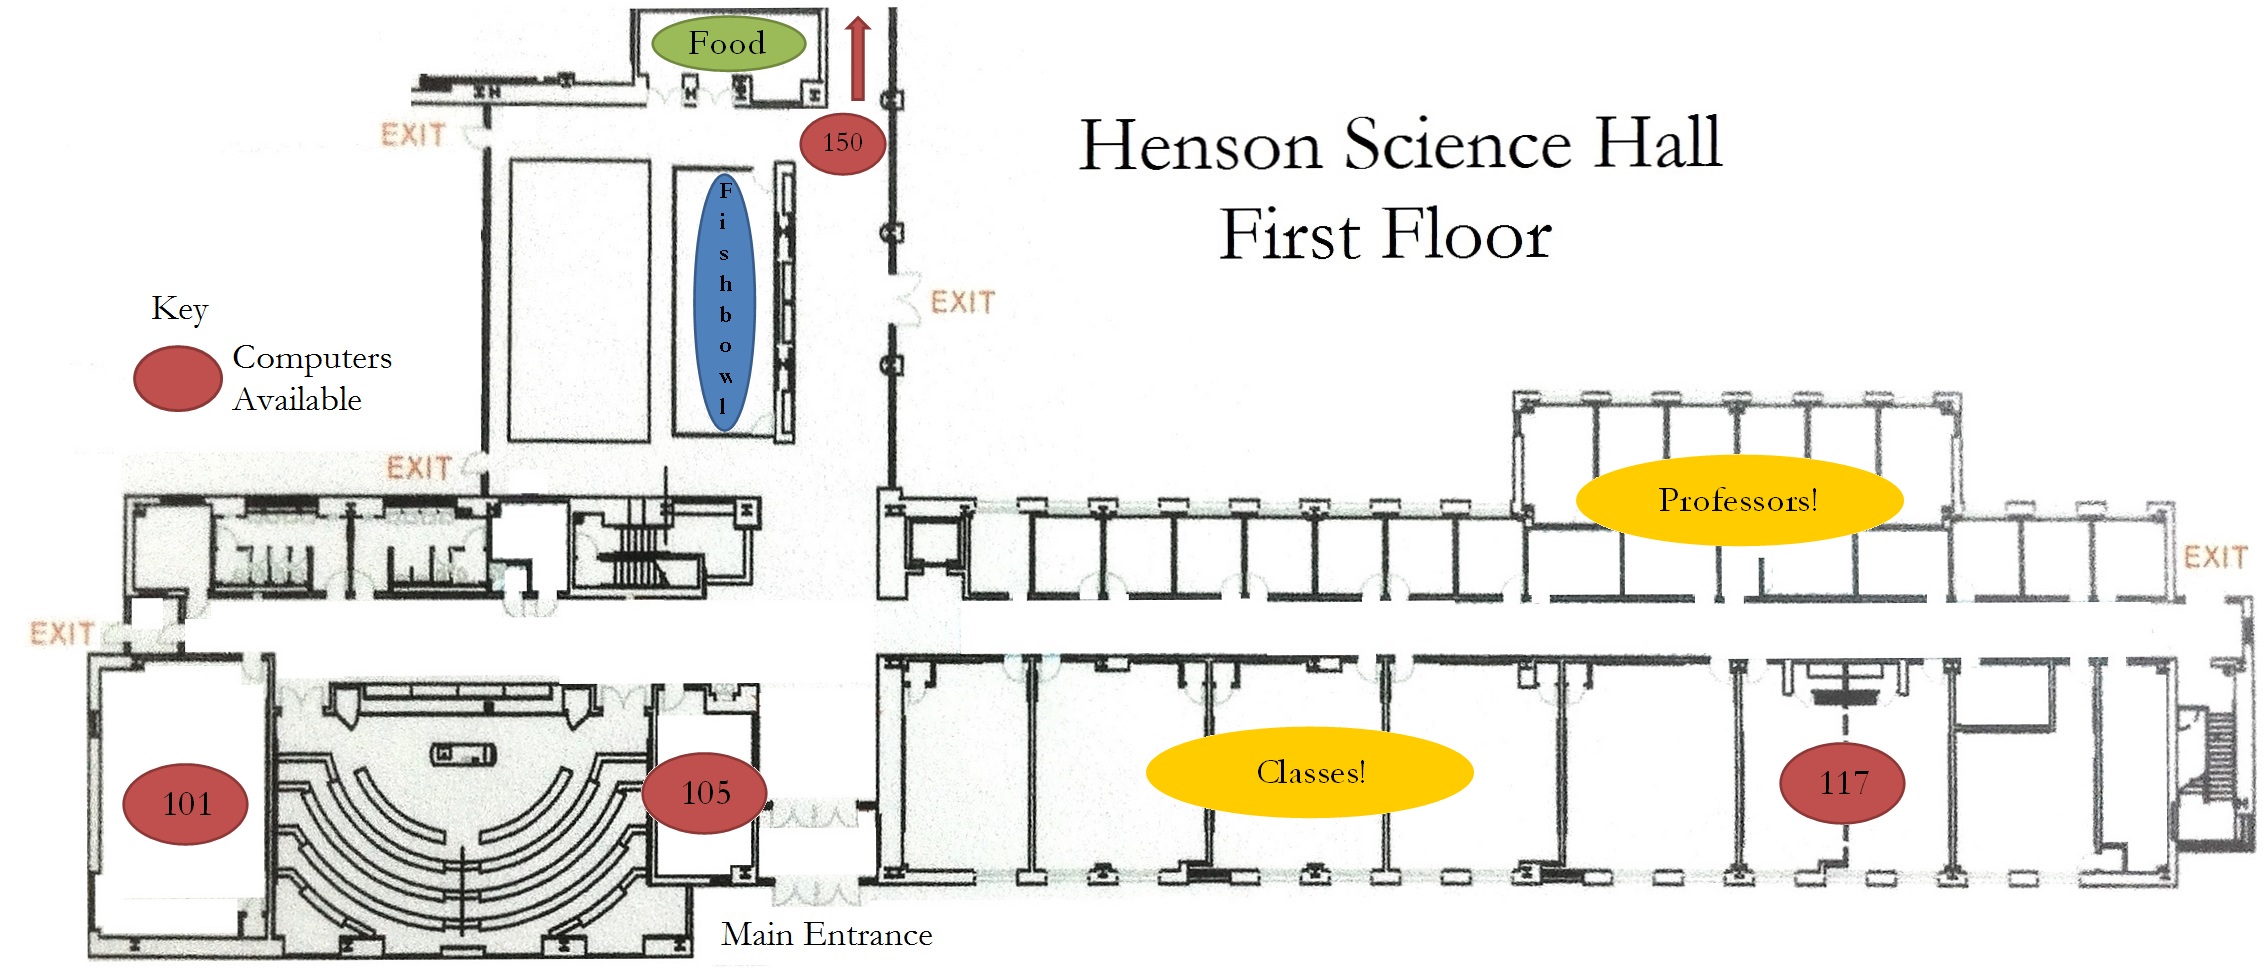 Food
150
EXIT
Henson Science Hall
First Floor
Fishbowl
EXIT
Key
Computers
Available
EXIT
Professors!
EXIT
EXIT
Classes!
117
101
105
Main Entrance